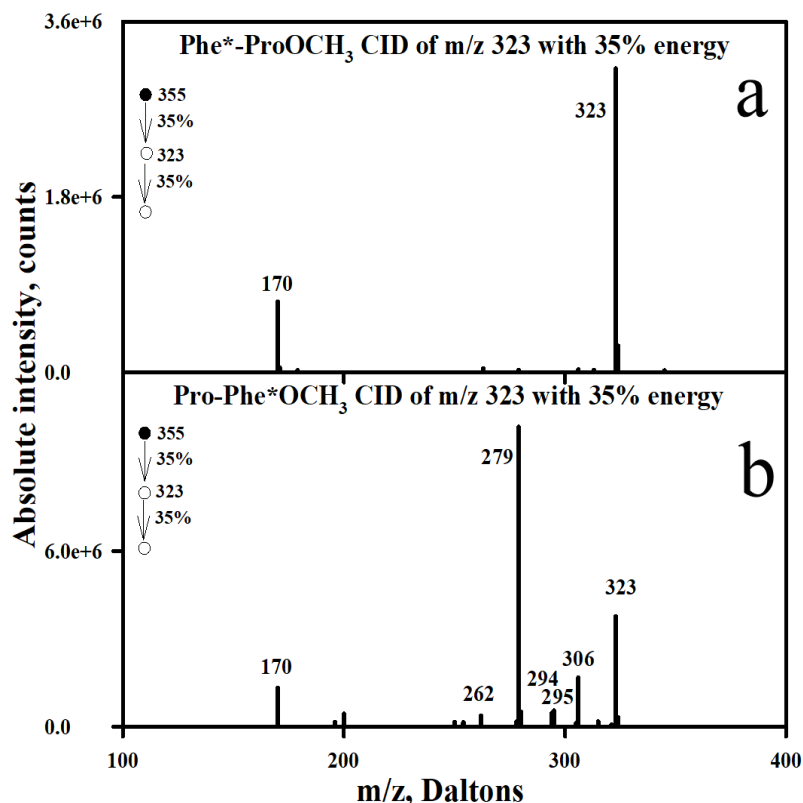 3.6e+6
Phe*-ProOCH₃ CID of m/z 323 with 35% energy
a
355
35%
323
35%
323
1.8e+6
170
0.0
Pro-Phe*OCH₃ CID of m/z 323 with 35% energy
b
355
35%
323
35%
279
6.0e+6
323
306
294
295
262
170
0.0
100
200
300
400
m/z, Daltons
Absolute intensity, counts